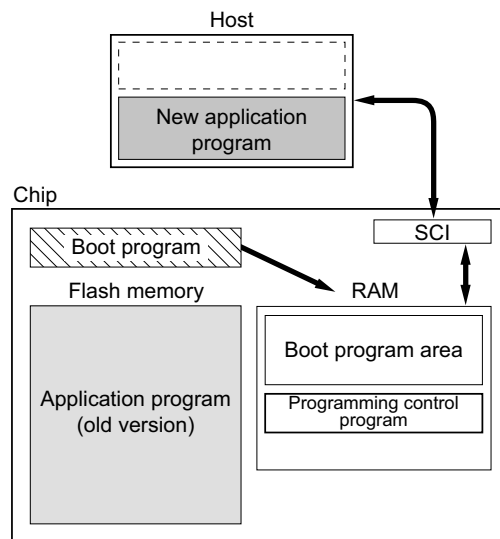 Host
New application
program
Chip
SCI
Boot program
Flash memory
RAM
Boot program area
Application program
(old version)
Programming control
program